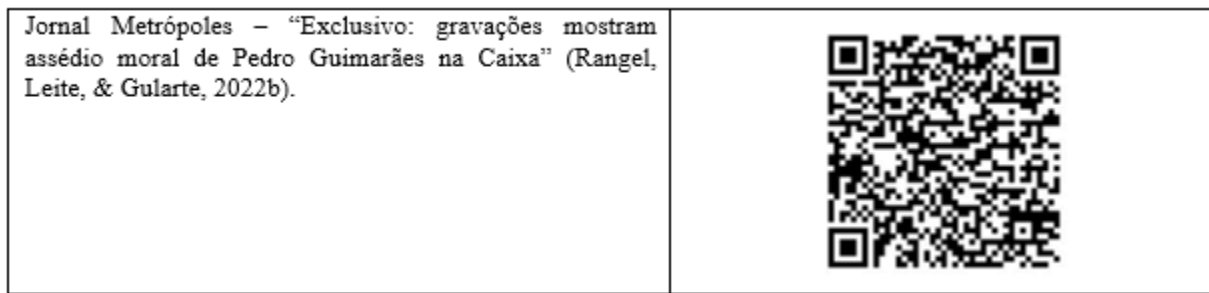 Jornal Metrópoles – “Exclusivo: gravações mostram
assédio moral de Pedro Guimarães na Caixa” (Rangel,
Leite, & Gularte, 2022b).